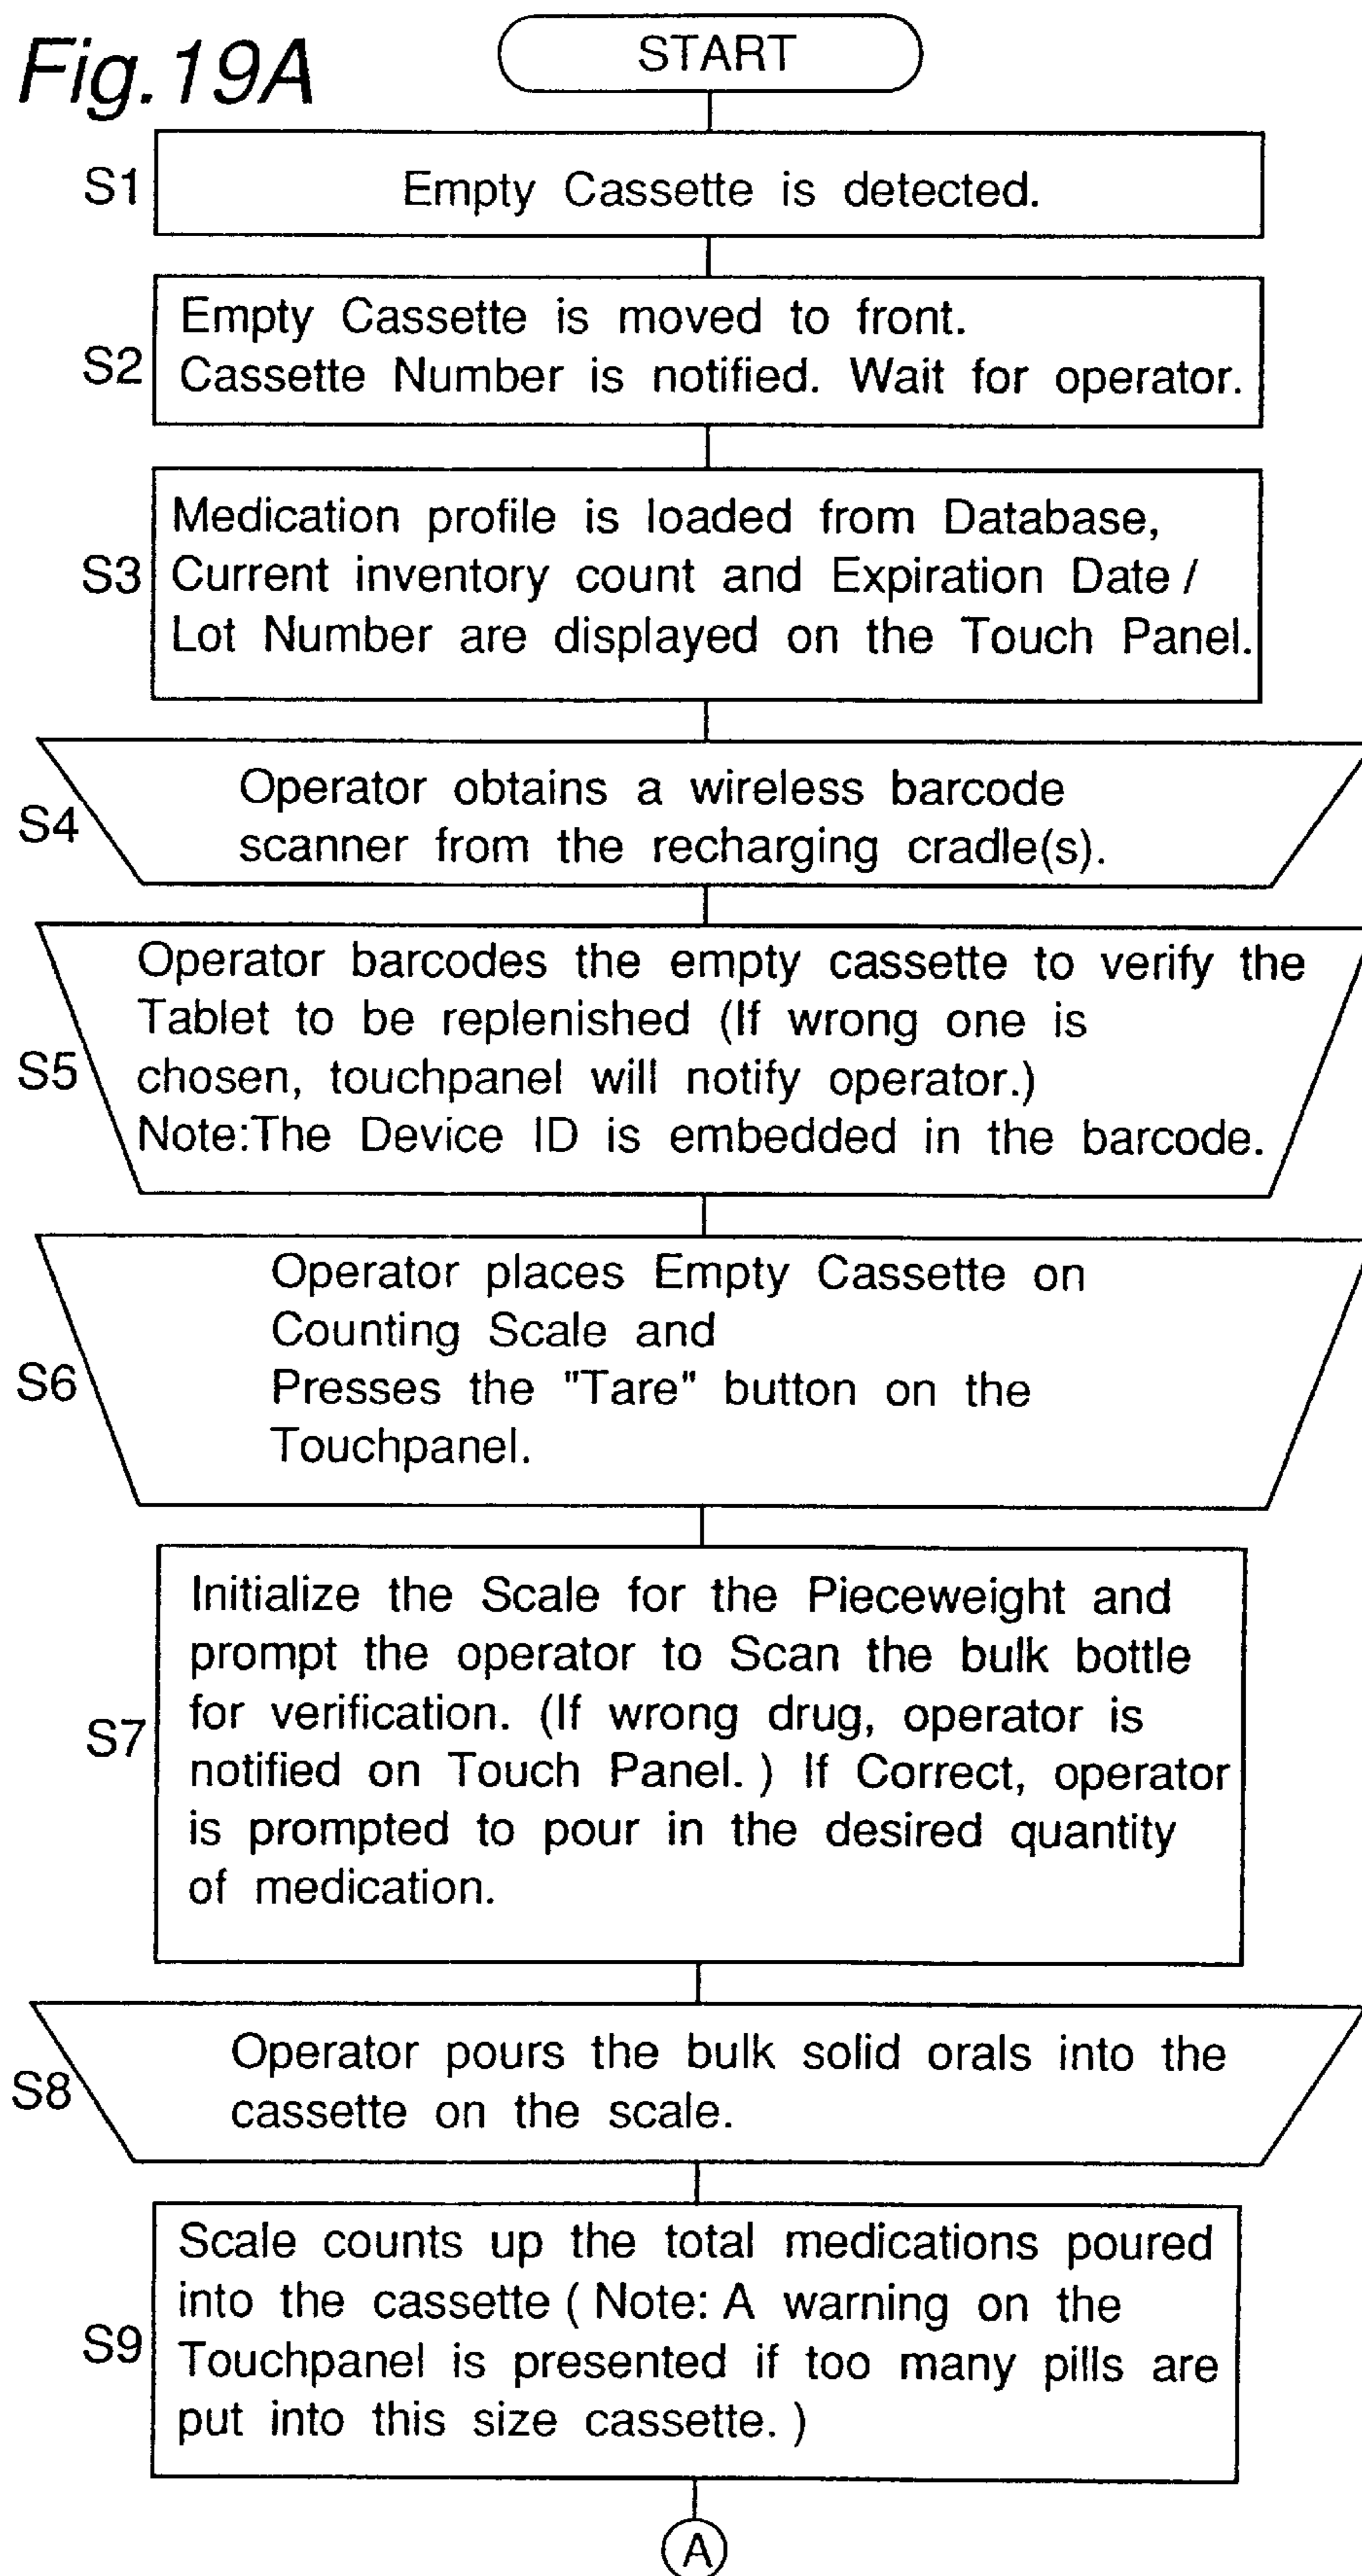 Fig. 19A
START
S1
Empty Cassette is detected.
S2
Empty Cassette is moved to front.
Cassette Number is notified. Wait for operator.
S3
Medication profile is loaded from Database,
Current inventory count and Expiration Date /
Lot Number are displayed on the Touch Panel.
S4
Operator obtains a wireless barcode
scanner from the recharging cradle(s).
S5
Operator barcodes the empty cassette to verify the
Tablet to be replenished (If wrong one is
chosen, touchpanel will notify operator.)
Note:The Device ID is embedded in the barcode.
S6
Operator places Empty Cassette on
Counting Scale and
Presses the "Tare" button on the
Touchpanel.
S7
Initialize the Scale for the Pieceweight and
prompt the operator to Scan the bulk bottle
for verification. (If wrong drug, operator is
notified on Touch Panel. ) If Correct, operator
is prompted to pour in the desired quantity
of medication.
S8
Operator pours the bulk solid orals into the
cassette on the scale.
S9
Scale counts up the total medications poured
into the cassette ( Note: A warning on the
Touchpanel is presented if too many pills are
put into this size cassette. )
A